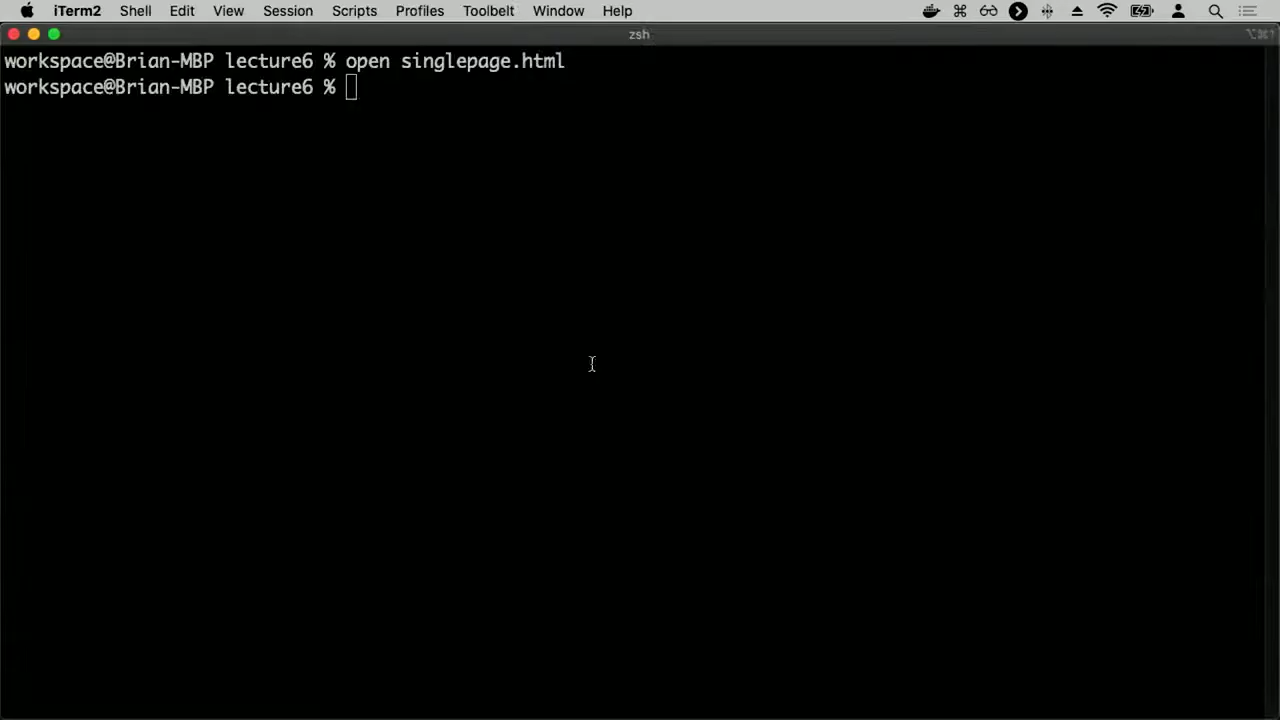 iTerm2 Shell Edit View Session Scripts Profiles Toolbelt Window Help
zsh
workspace@Brian-MBP lecture6 % open singlepage.html
workspace@Brian-MBP lecture6 %